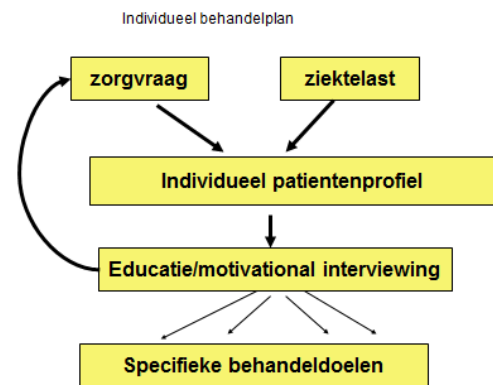 Individueel behandelplan
zorgvraag
ziektelast
Individueel patientenprofiel
Educatie/motivational interviewing
Specifieke behandeldoelen